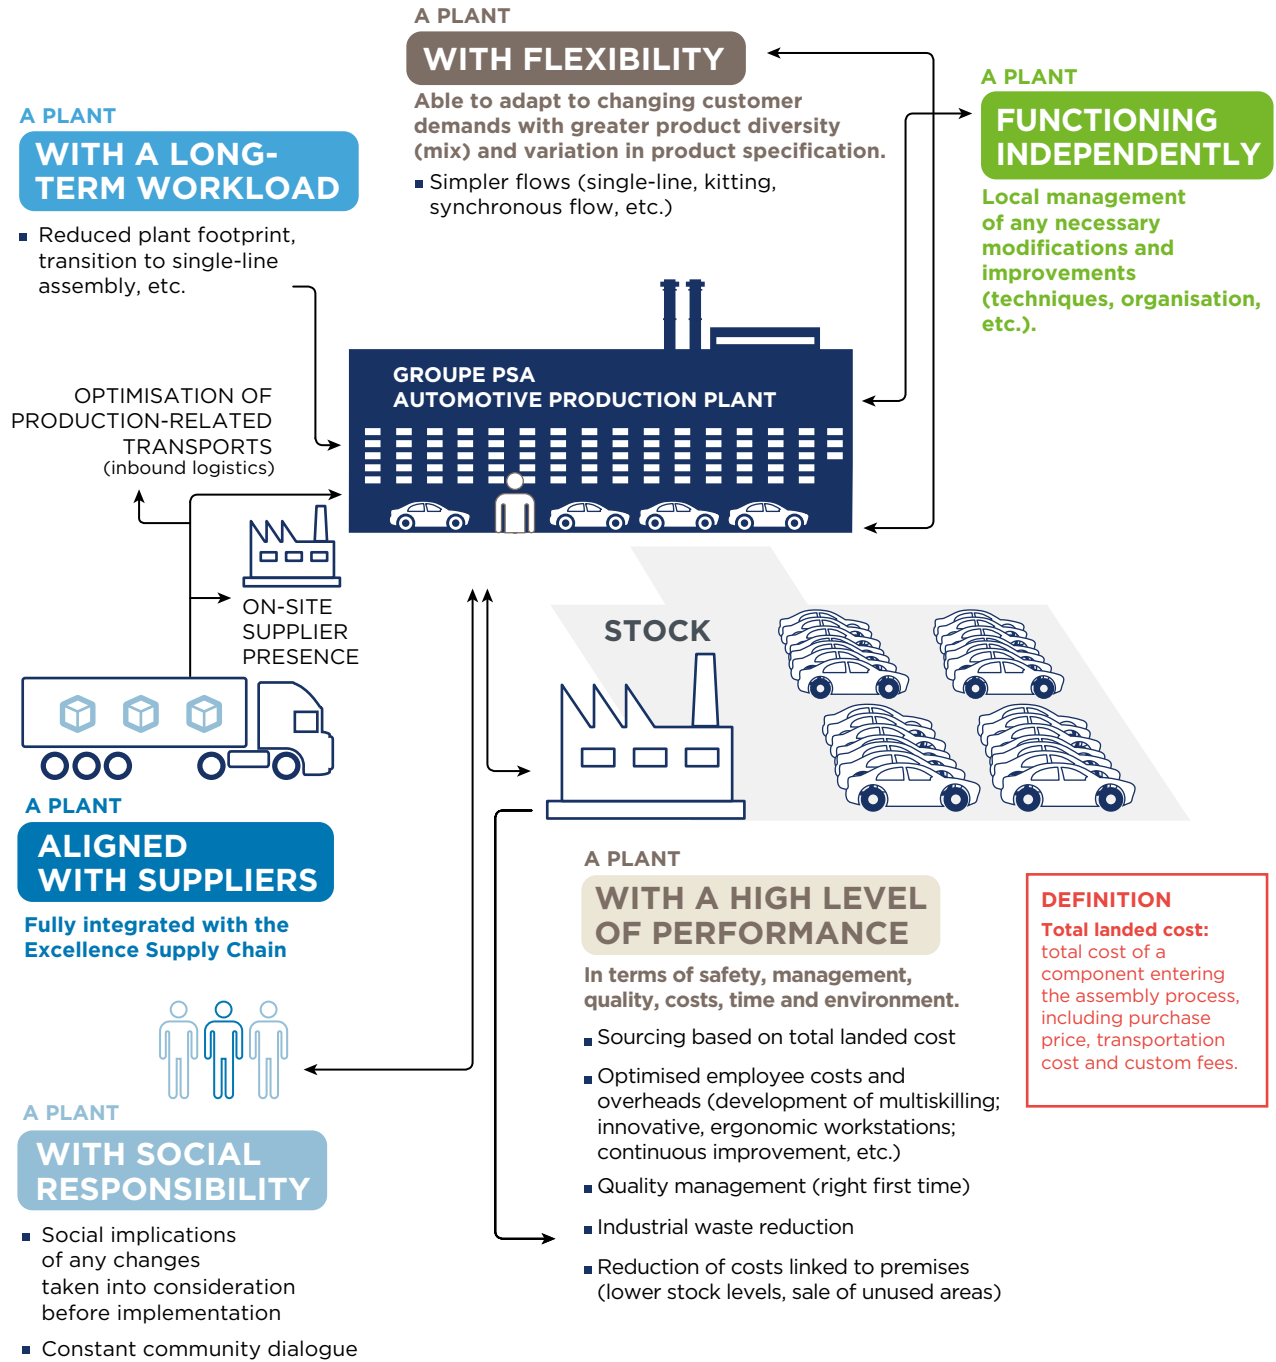 A PLANT
WITH FLEXIBILITY
Able to adapt to changing customer
demands with greater product diversity
(mix) and variation in product specification.
▪ Simpler flows (single-line, kitting,
synchronous flow, etc.)
A PLANT
FUNCTIONING
INDEPENDENTLY
Local management
of any necessary
modifications and
improvements
(techniques, organisation,
etc.).
A PLANT
WITH A LONG-
TERM WORKLOAD
▪ Reduced plant footprint,
transition to single-line
assembly, etc.
GROUPE PSA
AUTOMOTIVE PRODUCTION PLANT
OPTIMISATION OF
PRODUCTION-RELATED
TRANSPORTS
(inbound logistics)
ON-SITE
SUPPLIER
PRESENCE
STOCK
A PLANT
ALIGNED
WITH SUPPLIERS
Fully integrated with the
Excellence Supply Chain
A PLANT
WITH A HIGH LEVEL
OF PERFORMANCE
In terms of safety, management,
quality, costs, time and environment.
▪ Sourcing based on total landed cost
▪ Optimised employee costs and
overheads (development of multiskilling;
innovative, ergonomic workstations;
continuous improvement, etc.)
▪ Quality management (right first time)
▪ Industrial waste reduction
▪ Reduction of costs linked to premises
(lower stock levels, sale of unused areas)
DEFINITION
Total landed cost:
total cost of a
component entering
the assembly process,
including purchase
price, transportation
cost and custom fees.
A PLANT
WITH SOCIAL
RESPONSIBILITY
▪ Social implications
of any changes
taken into consideration
before implementation
▪ Constant community dialogue